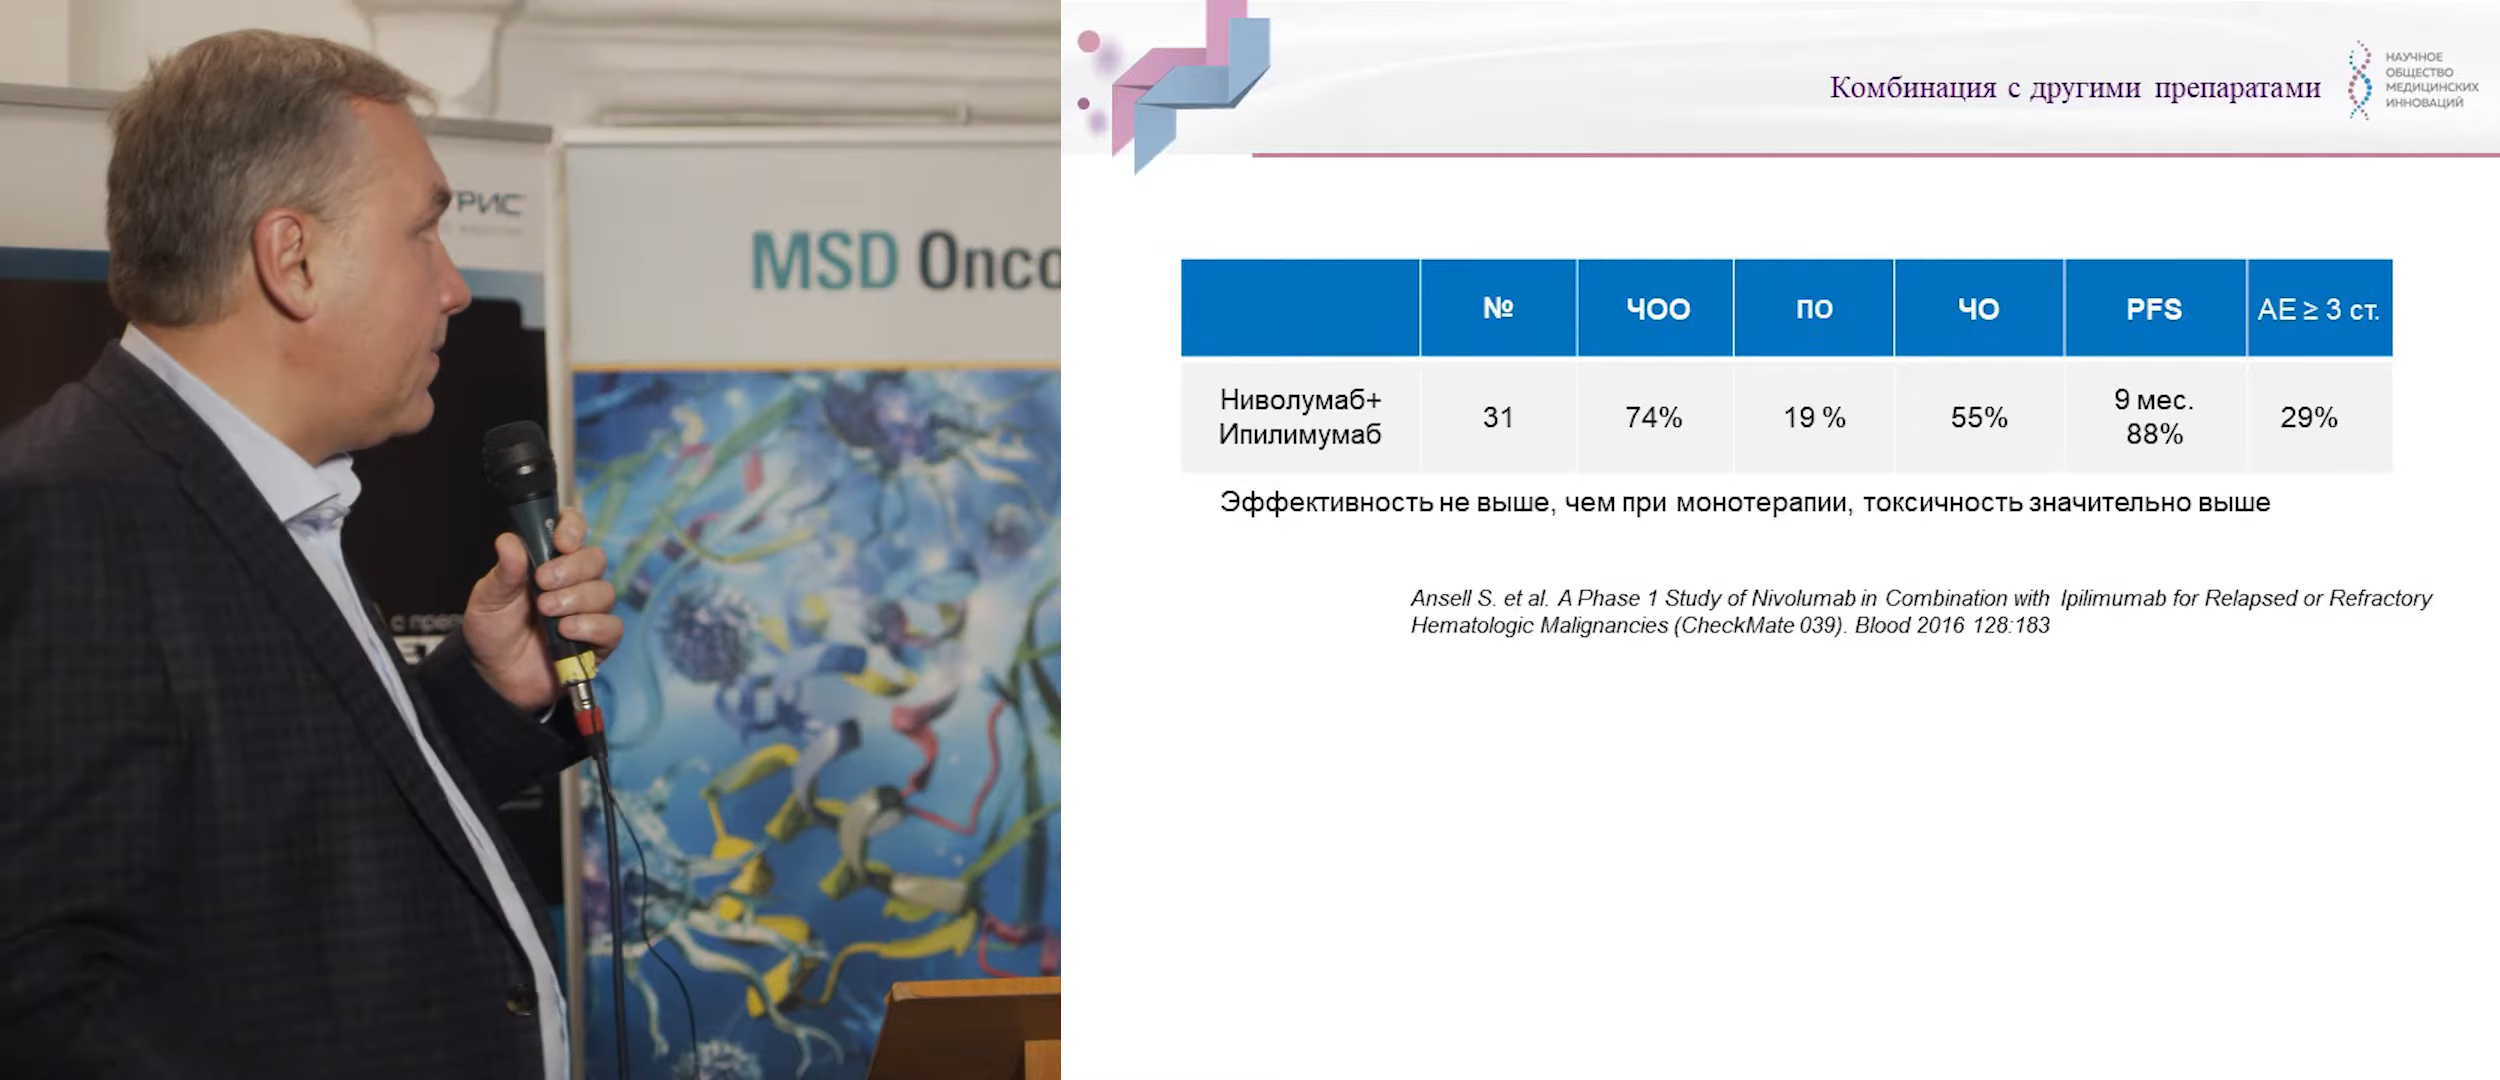 РИС
MSD Onco
с преп
Комбинация с другими препаратами
НАУЧНОЕ
ОБЩЕСТВО
МЕДИЦИНСКИХ
ИННОВАЦИЙ
№ ЧОО ПО ЧО PFS AE ≥ 3 ст.
Ниволумаб+
Ипилимумаб
31 74% 19 % 55% 9 мес.
88% 29%
Эффективность не выше, чем при монотерапии, токсичность значительно выше
Ansell S. et al. A Phase 1 Study of Nivolumab in Combination with Ipilimumab for Relapsed or Refractory
Hematologic Malignancies (CheckMate 039). Blood 2016 128:183